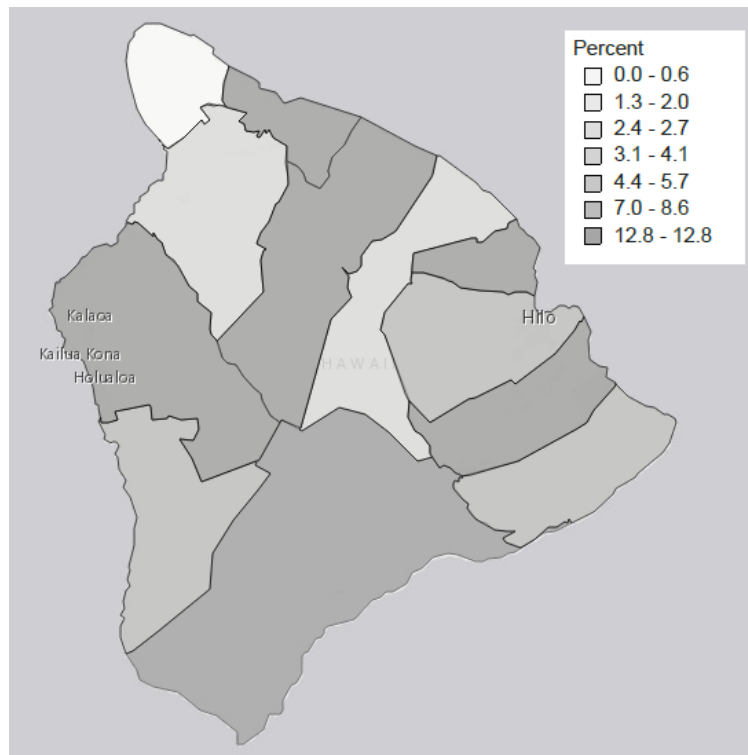 Percent
0.0 - 0.6
1.3 - 2.0
2.4 - 2.7
3.1 - 4.1
4.4 - 5.7
7.0 - 8.6
12.8 - 12.8
Kalaoa
Hilo
Kailua Kona
HAWAI
Holualoa